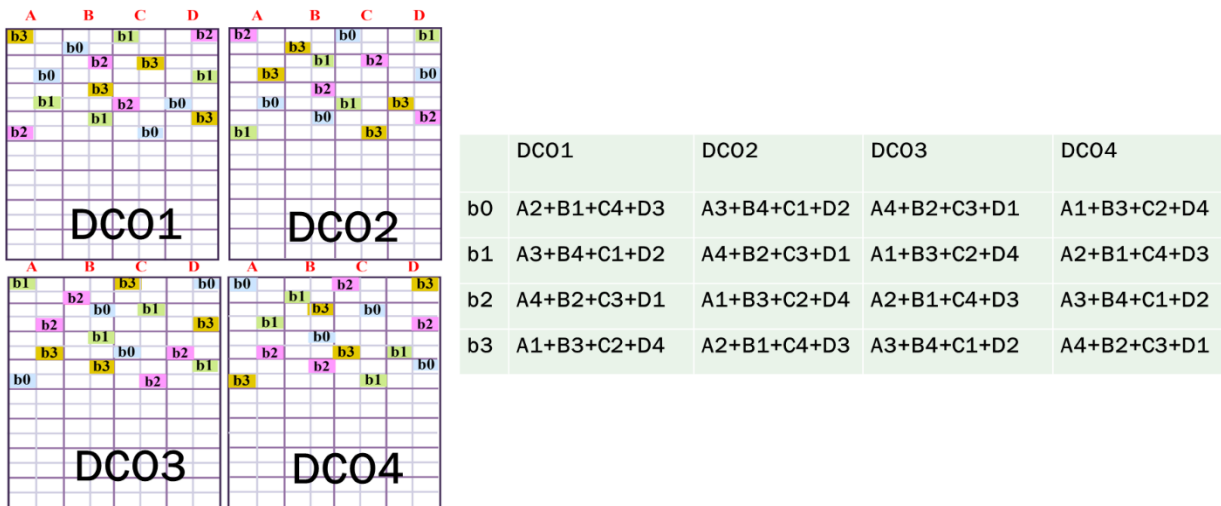 A B C D
b3 b1 b2
b0
b2 b3
b0 b1
b3
b1 b2 b0
b1 b3
b2 b0
DCO1
A B C D
b2 b0 b1
b3
b1 b2
b3 b0
b2
b0 b1 b3
b0 b2
b1 b3
DCO2
A B C D
b1 b3 b0
b2
b0 b1
b2 b3
b1
b3 b0 b2
b3 b1
b0 b2
DCO3
A B C D
b0 b2 b3
b1
b3 b0
b1 b2
b0
b2 b3 b1
b2 b0
b3 b1
DCO4
DCO1 DCO2 DCO3 DCO4
b0 A2+B1+C4+D3 A3+B4+C1+D2 A4+B2+C3+D1 A1+B3+C2+D4
b1 A3+B4+C1+D2 A4+B2+C3+D1 A1+B3+C2+D4 A2+B1+C4+D3
b2 A4+B2+C3+D1 A1+B3+C2+D4 A2+B1+C4+D3 A3+B4+C1+D2
b3 A1+B3+C2+D4 A2+B1+C4+D3 A3+B4+C1+D2 A4+B2+C3+D1